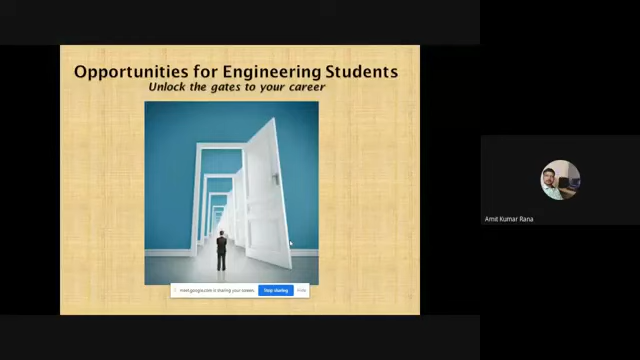 Opportunities for Engineering Students
Unlock the gates to your career
meet.google.com is sharing your screen.
Stop sharing
Hide
Amit Kumar Rana